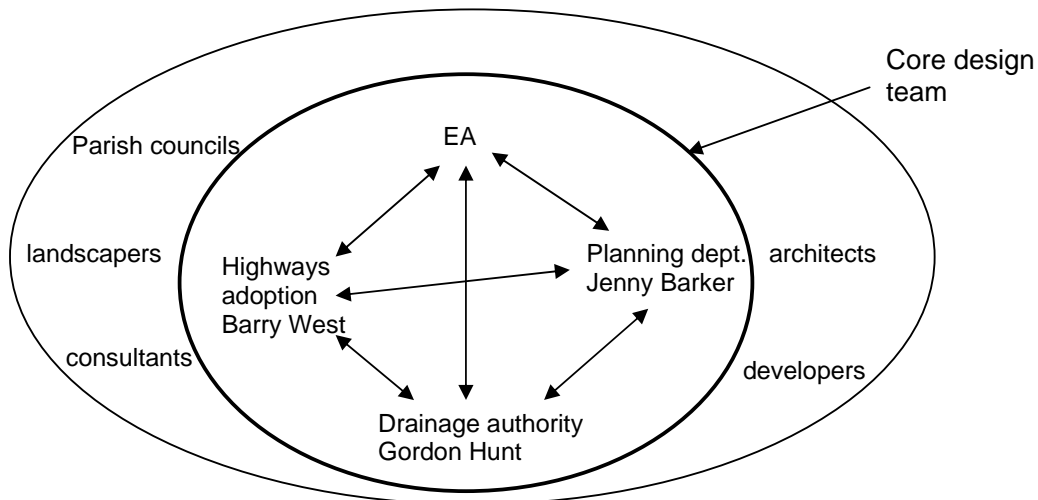 Core design
team
Parish councils
EA
landscapers
Highways
adoption
Barry West
Planning dept.
Jenny Barker
architects
consultants
developers
Drainage authority
Gordon Hunt